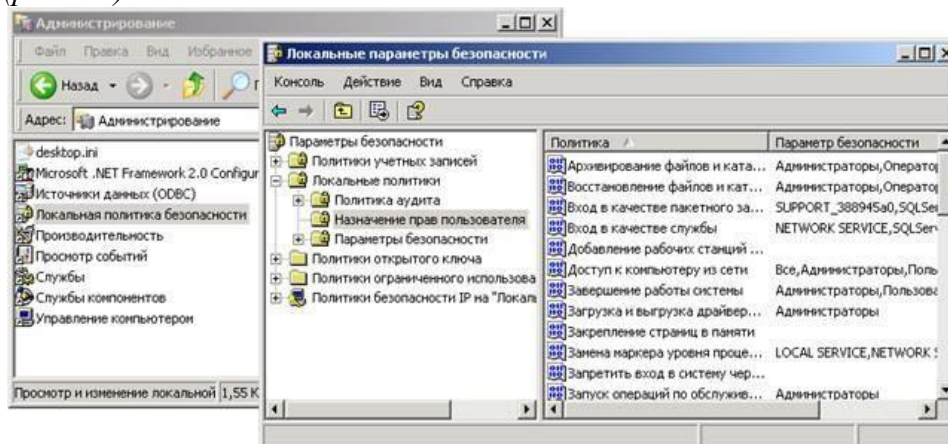 Администрирование
Файл Правка Вид Избранное
Назад
Адрес: Администрирование
desktop.ini
Microsoft .NET Framework 2.0 Configur
Источники данных (ODBC)
Локальная политика безопасности
Производительность
Просмотр событий
Службы
Службы компонентов
Управление компьютером
Просмотр и изменение локальной 1,55 К
Локальные параметры безопасности
Консоль Действие Вид Справка
Параметры безопасности
Политики учетных записей
Локальные политики
Политика аудита
Назначение прав пользователя
Параметры безопасности
Политики открытого ключа
Политики ограниченного использова
Политики безопасности IP на "Локал
Политика Параметр безопасности
Архивирование файлов и ката... Администраторы,Оператор
Восстановление файлов и кат... Администраторы,Оператор
Вход в качестве пакетного за... SUPPORT_388945a0,SQLSer
Вход в качестве службы NETWORK SERVICE,SQLServ
Добавление рабочих станций ...
Доступ к компьютеру из сети Все,Администраторы,Поль
Завершение работы системы Администраторы,Пользова
Загрузка и выгрузка драйвер... Администраторы
Закрепление страниц в памяти
Замена маркера уровня проце... LOCAL SERVICE,NETWORK S
Запретить вход в систему чер...
Запуск операций по обслужив... Администраторы